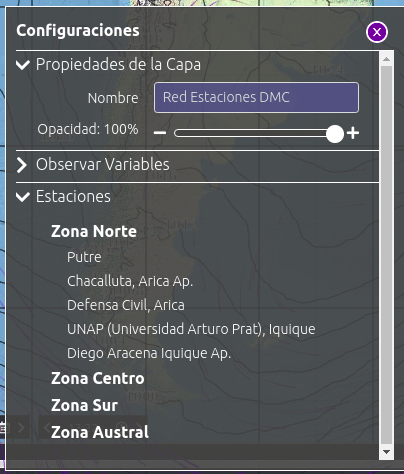 Configuraciones
x
Propiedades de la Capa
Nombre
Red Estaciones DMC
Opacidad: 100%
Observar Variables
Estaciones
Zona Norte
Putre
Chacalluta, Arica Ap.
Defensa Civil, Arica
UNAP (Universidad Arturo Prat), Iquique
Diego Aracena Iquique Ap.
Zona Centro
Zona Sur
Zona Austral